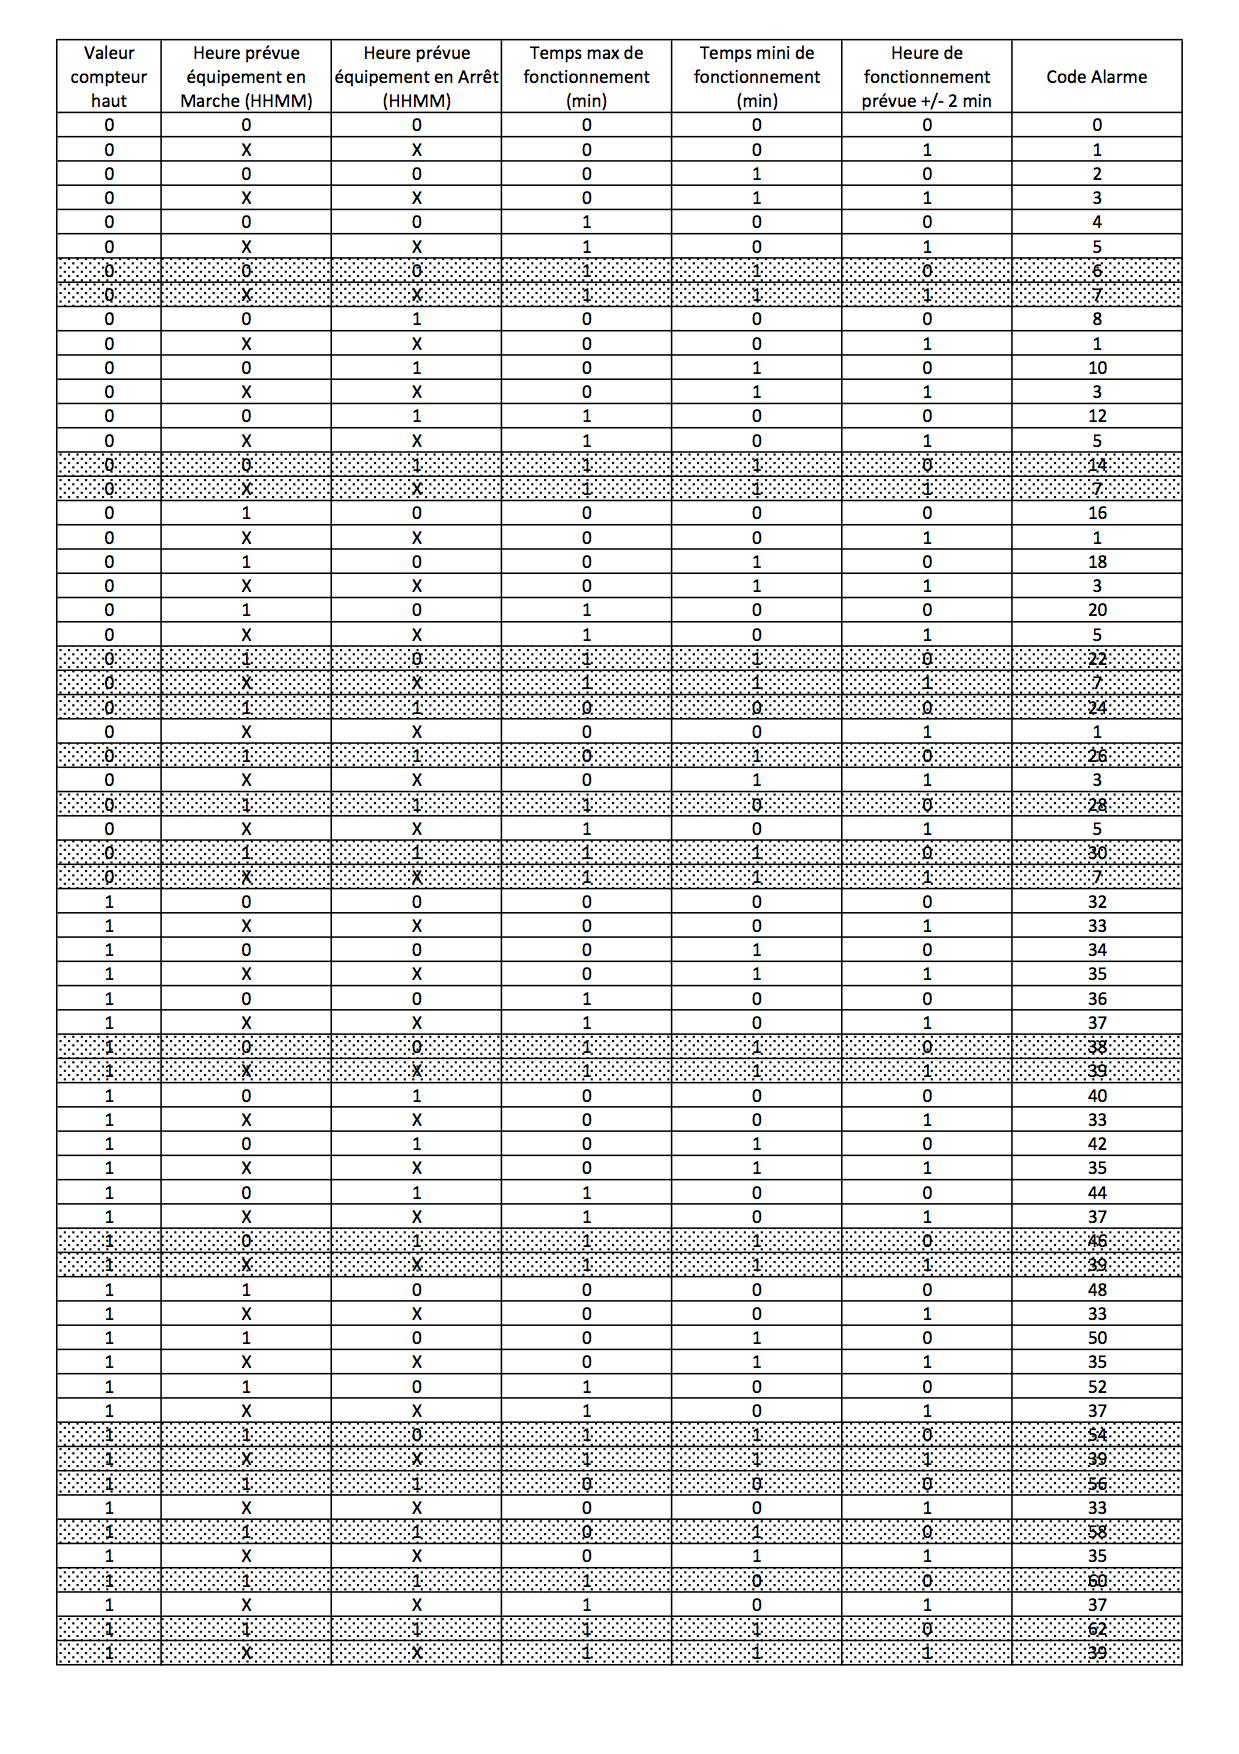 Valeur compteur haut | Heure prévue équipement en Marche (HHMM) | Heure prévue équipement en Arrêt (HHMM) | Temps max de fonctionnement (min) | Temps mini de fonctionnement (min) | Heure de fonctionnement prévue +/- 2 min | Code Alarme
0 0 0 0 0 0 0
0 X X 0 0 1 1
0 0 0 0 1 0 2
0 X X 0 1 1 3
0 0 0 1 0 0 4
0 X X 1 0 1 5
0 0 0 1 1 0 6
0 X X 1 1 1 7
0 0 1 0 0 0 8
0 X X 0 0 1 1
0 0 1 0 1 0 10
0 X X 0 1 1 3
0 0 1 1 0 0 12
0 X X 1 0 1 5
0 0 1 1 1 0 14
0 X X 1 1 1 7
0 1 0 0 0 0 16
0 X X 0 0 1 1
0 1 0 0 1 0 18
0 X X 0 1 1 3
0 1 0 1 0 0 20
0 X X 1 0 1 5
0 1 0 1 1 0 22
0 X X 1 1 1 7
0 1 1 0 0 0 24
0 X X 0 0 1 1
0 1 1 0 1 0 26
0 X X 0 1 1 3
0 1 1 1 0 0 28
0 X X 1 0 1 5
0 1 1 1 1 0 30
0 X X 1 1 1 7
1 0 0 0 0 0 32
1 X X 0 0 1 33
1 0 0 0 1 0 34
1 X X 0 1 1 35
1 0 0 1 0 0 36
1 X X 1 0 1 37
1 0 0 1 1 0 38
1 X X 1 1 1 39
1 0 1 0 0 0 40
1 X X 0 0 1 33
1 0 1 0 1 0 42
1 X X 0 1 1 35
1 0 1 1 0 0 44
1 X X 1 0 1 37
1 0 1 1 1 0 46
1 X X 1 1 1 39
1 1 0 0 0 0 48
1 X X 0 0 1 33
1 1 0 0 1 0 50
1 X X 0 1 1 35
1 1 0 1 0 0 52
1 X X 1 0 1 37
1 1 0 1 1 0 54
1 X X 1 1 1 39
1 1 1 0 0 0 56
1 X X 0 0 1 33
1 1 1 0 1 0 58
1 X X 0 1 1 35
1 1 1 1 0 0 60
1 X X 1 0 1 37
1 1 1 1 1 0 62
1 X X 1 1 1 39